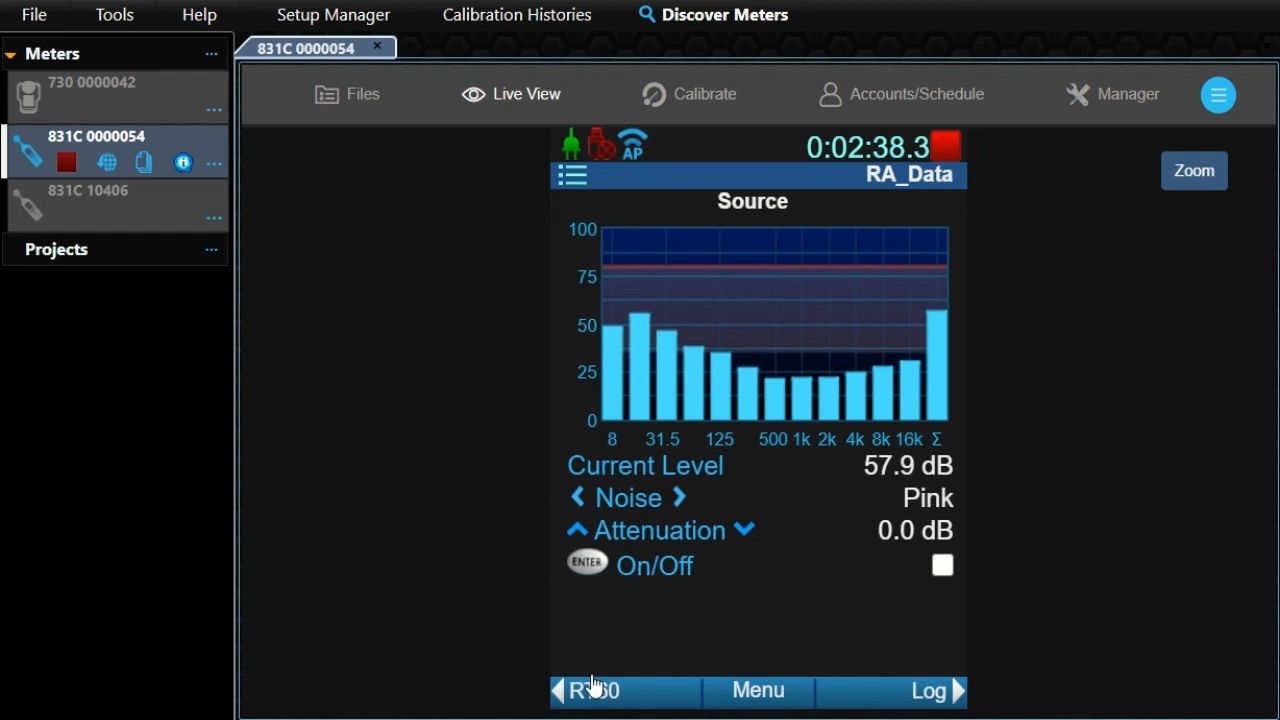 File Tools Help Setup Manager Calibration Histories Discover Meters
Meters ...
730 0000042
...
831C 0000054
...
831C 10406
...
Projects ...
831C 0000054 ×
Files Live View Calibrate Accounts/Schedule Manager
AP 0:02:38.3
RA_Data
Zoom
Source
100
75
50
25
0
8 31.5 125 500 1k 2k 4k 8k 16k Σ
Current Level 57.9 dB
Noise Pink
Attenuation 0.0 dB
ENTER On/Off
RT60 Menu Log